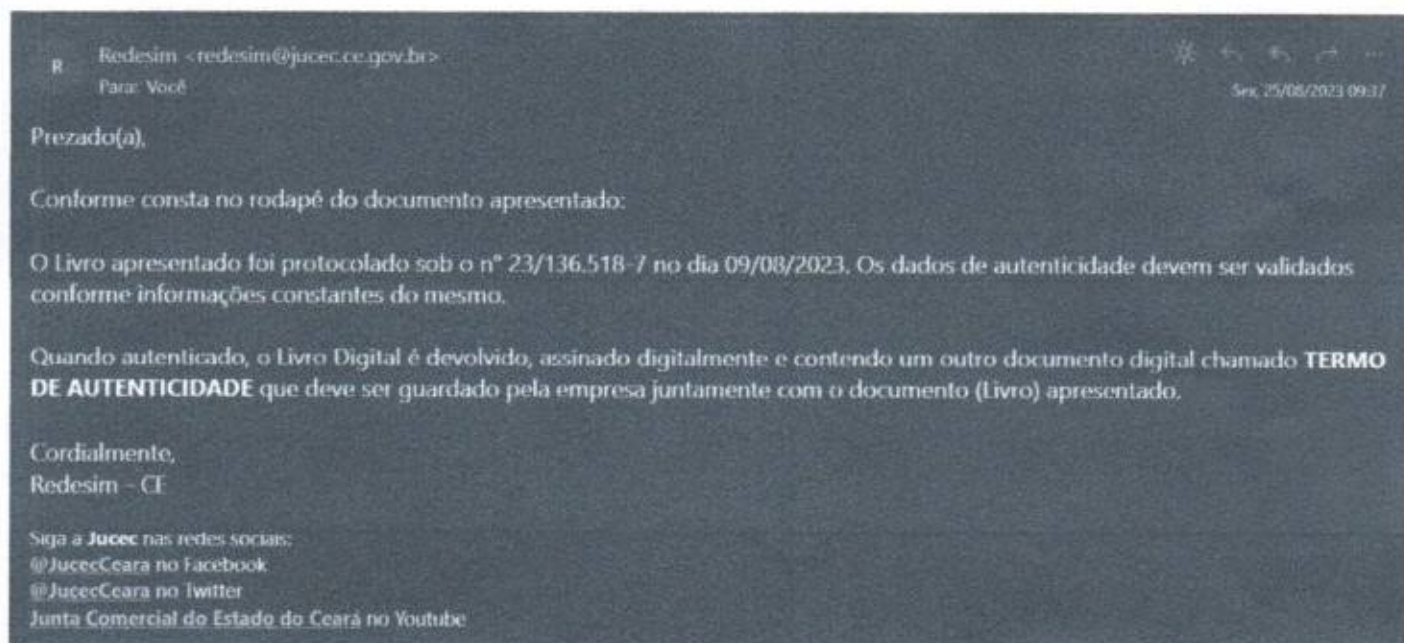 R
Redesim <redesim@jucec.ce.gov.br>
Para: Você
Sex, 25/08/2023 09:37
Prezado(a),
Conforme consta no rodapé do documento apresentado:
O Livro apresentado foi protocolado sob o nº 23/136.518-7 no dia 09/08/2023. Os dados de autenticidade devem ser validados
conforme informações constantes do mesmo.
Quando autenticado, o Livro Digital é devolvido, assinado digitalmente e contendo um outro documento digital chamado TERMO
DE AUTENTICIDADE que deve ser guardado pela empresa juntamente com o documento (Livro) apresentado.
Cordialmente,
Redesim – CE
Siga a Jucec nas redes sociais:
@JucecCeara no Facebook
@JucecCeara no Twitter
Junta Comercial do Estado do Ceará no Youtube